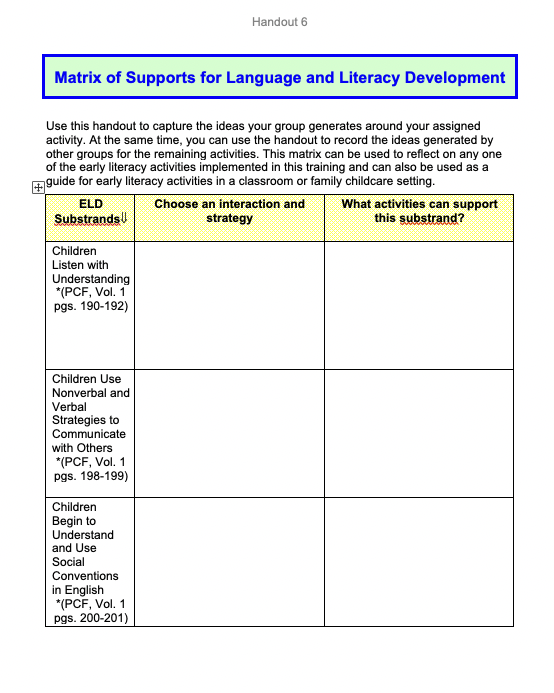 Handout 6
Matrix of Supports for Language and Literacy Development
Use this handout to capture the ideas your group generates around your assigned
activity. At the same time, you can use the handout to record the ideas generated by
other groups for the remaining activities. This matrix can be used to reflect on any one
of the early literacy activities implemented in this training and can also be used as a
guide for early literacy activities in a classroom or family childcare setting.
ELD
Substrands⇓
Choose an interaction and
strategy
What activities can support
this substrand?
Children
Listen with
Understanding
*(PCF, Vol. 1
pgs. 190-192)
Children Use
Nonverbal and
Verbal
Strategies to
Communicate
with Others
*(PCF, Vol. 1
pgs. 198-199)
Children
Begin to
Understand
and Use
Social
Conventions
in English
*(PCF, Vol. 1
pgs. 200-201)